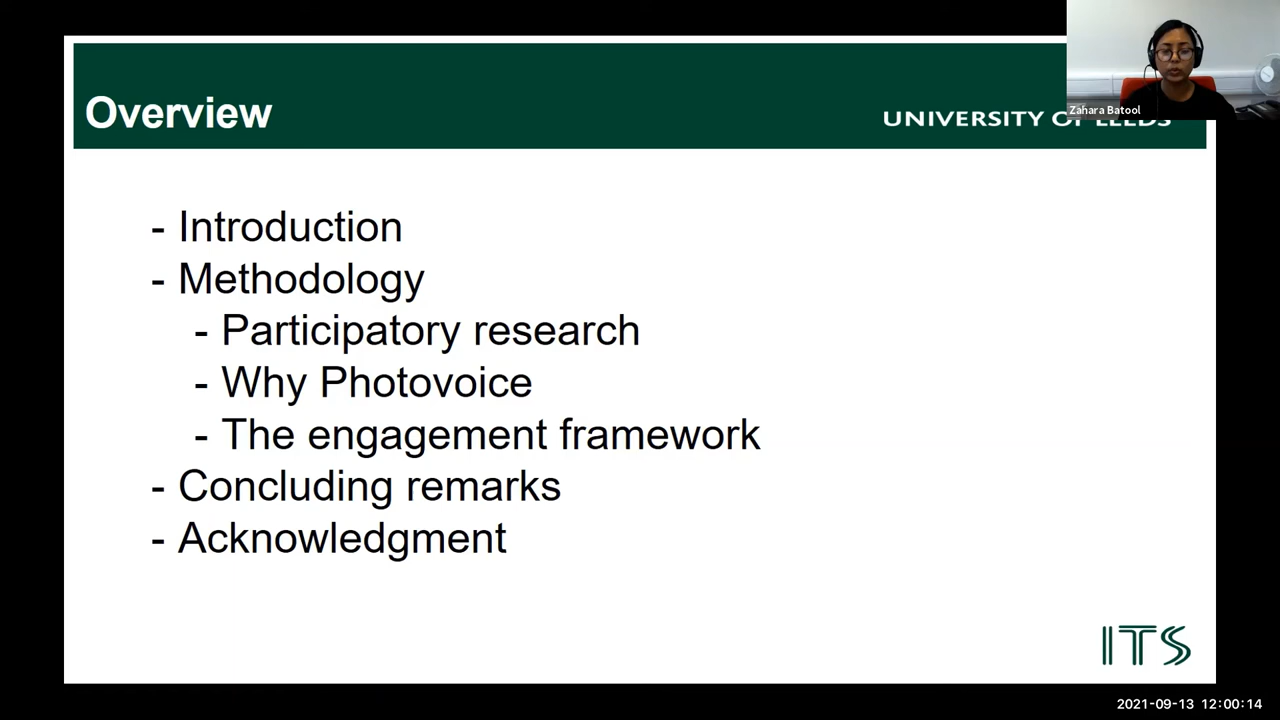 Overview
UNIVERSITY OF LEEDS
Zahara Batool
- Introduction
- Methodology
- Participatory research
- Why Photovoice
- The engagement framework
- Concluding remarks
- Acknowledgment
ITS
2021-09-13 12:00:14